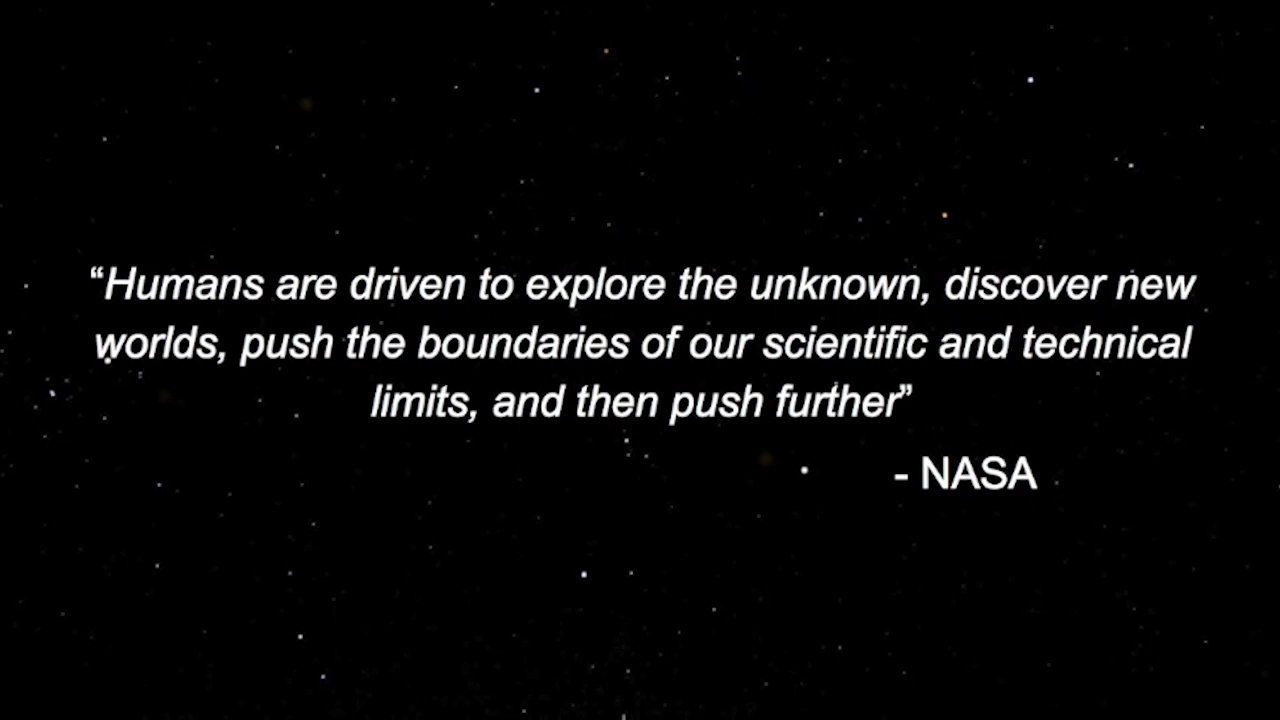 “Humans are driven to explore the unknown, discover new
worlds, push the boundaries of our scientific and technical
limits, and then push further”
- NASA